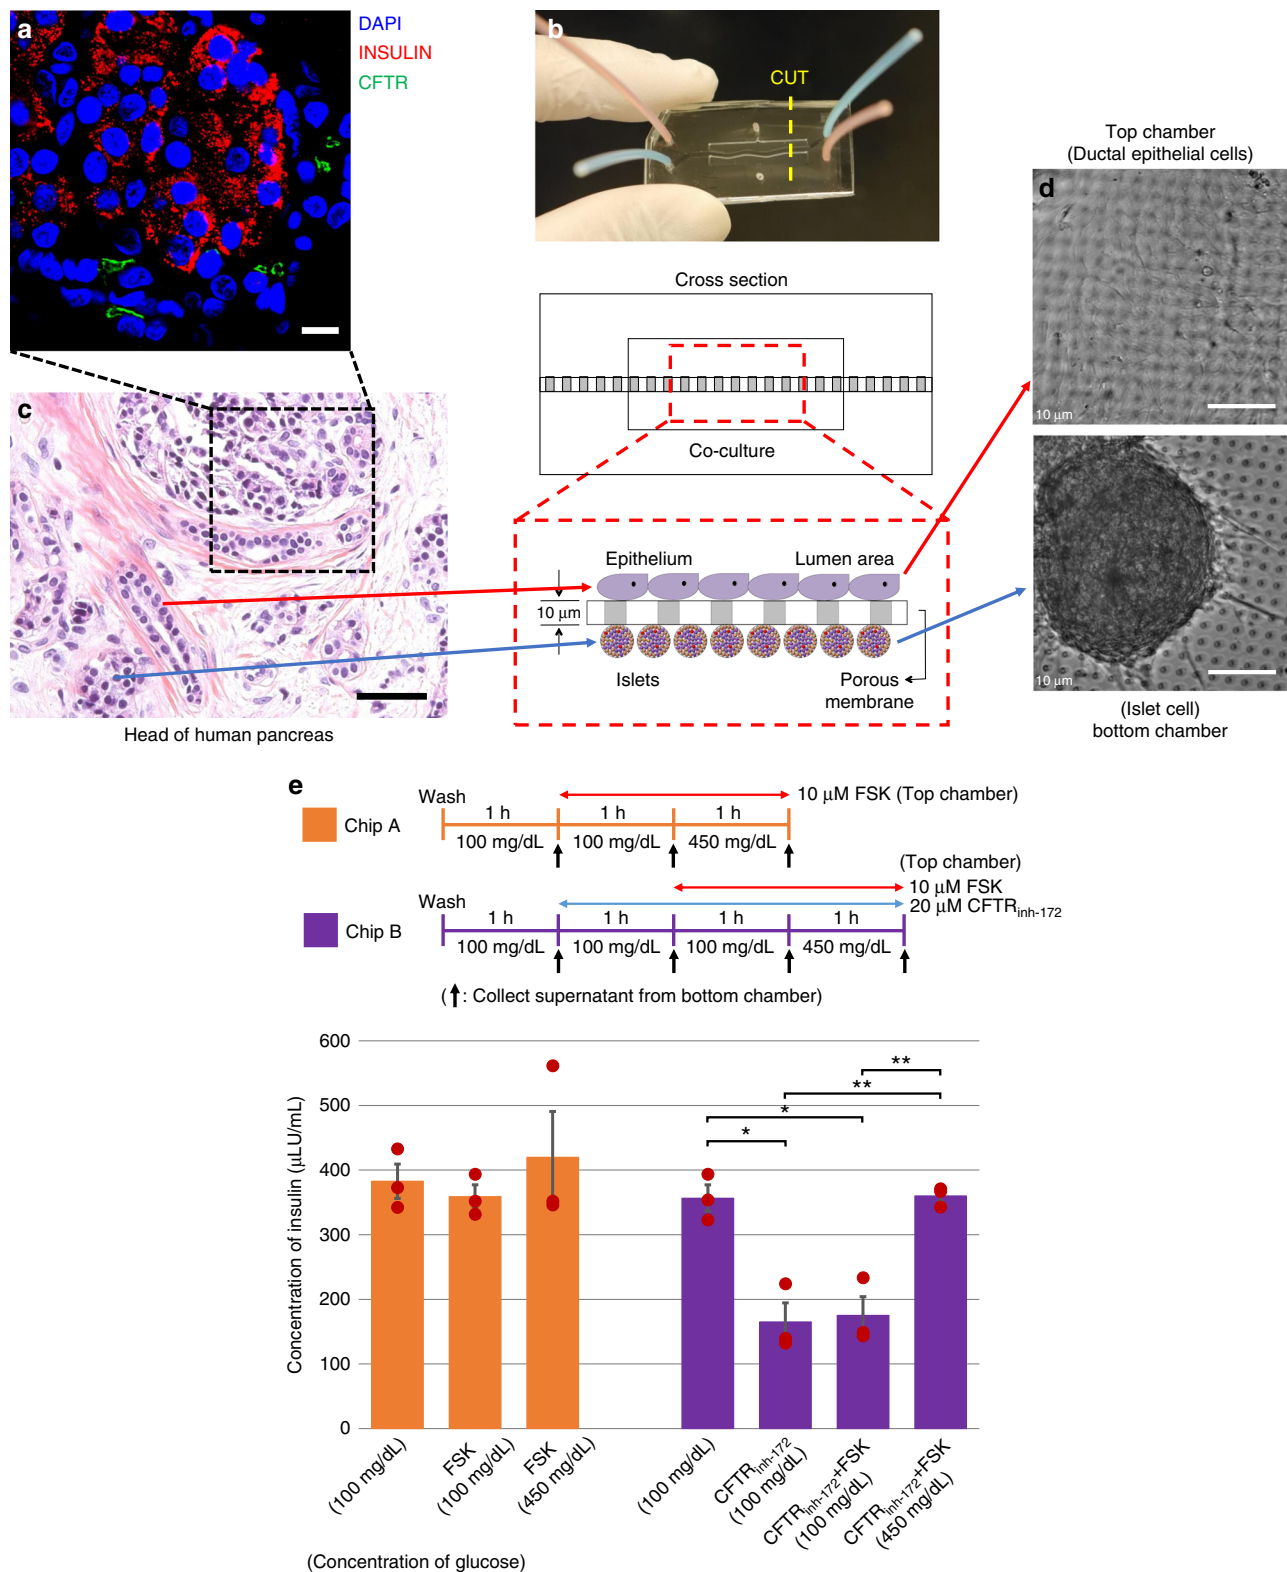 a
DAPI
INSULIN
CFTR
b
CUT
Top chamber
(Ductal epithelial cells)
d
10 µm
Cross section
Co-culture
c
Head of human pancreas
Epithelium
Lumen area
10 µm
Islets
Porous
membrane
10 µm
(Islet cell)
bottom chamber
e
Chip A
Wash
1 h
1 h
1 h
100 mg/dL
100 mg/dL
450 mg/dL
10 µM FSK (Top chamber)
(Top chamber)
10 µM FSK
20 µM CFTRinh-172
Chip B
Wash
1 h
1 h
1 h
1 h
100 mg/dL
100 mg/dL
100 mg/dL
450 mg/dL
(↑: Collect supernatant from bottom chamber)
Concentration of insulin (µLU/mL)
600
500
400
300
200
100
0
*
*
**
**
(100 mg/dL)
FSK
(100 mg/dL)
FSK
(450 mg/dL)
(100 mg/dL)
CFTRinh-172
(100 mg/dL)
CFTRinh-172+FSK
(100 mg/dL)
CFTRinh-172+FSK
(450 mg/dL)
(Concentration of glucose)